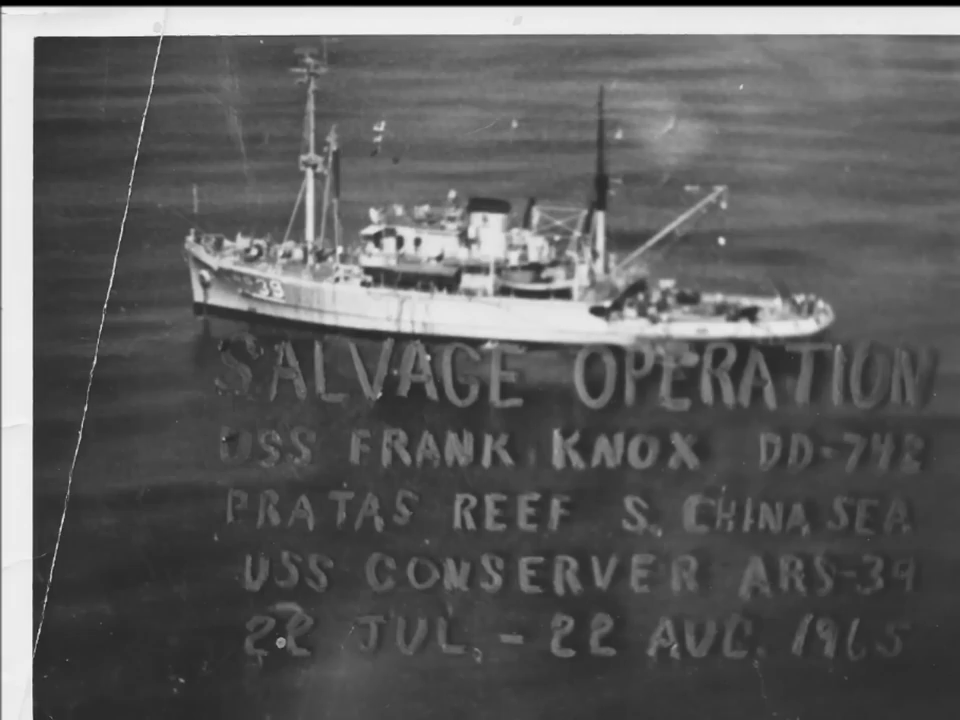 39
SALVAGE OPERATION
USS FRANK KNOX DD-742
PRATAS REEF S. CHINA SEA
USS CONSERVER ARS-39
22 JUL. - 22 AUG. 1965